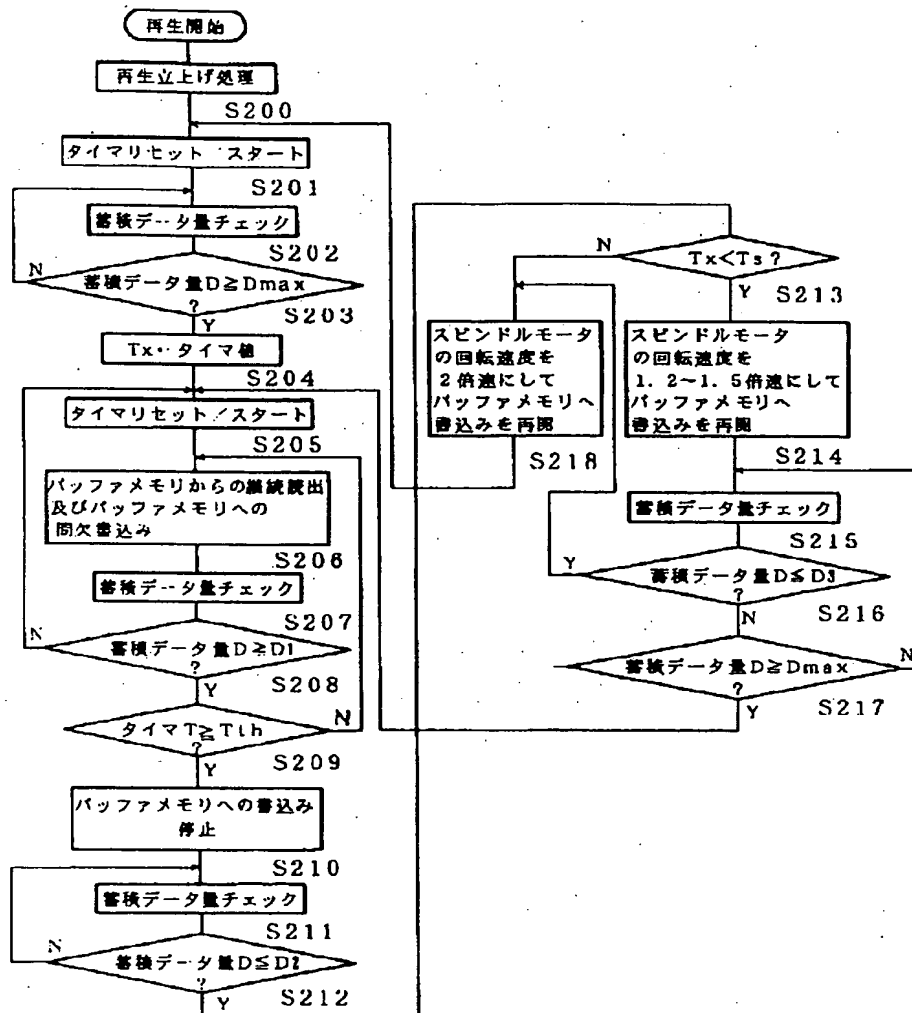 再生開始
再生立上げ処理
S200
タイマリセット/スタート
S201
蓄積データ量チェック
S202
蓄積データ量D≧Dmax
?
N
Y
S203
Tx←タイマ値
S204
タイマリセット/スタート
S205
バッファメモリからの継続読出
及びバッファメモリへの
間欠書込み
S206
蓄積データ量チェック
S207
蓄積データ量D≧D1
?
N
Y
S208
タイマT≧Tth
?
N
Y
S209
バッファメモリへの書込み
停止
S210
蓄積データ量チェック
S211
蓄積データ量D≦D2
?
N
Y
S212
Tx<Ts?
N
Y
S213
スピンドルモータ
の回転速度を
2倍速にして
バッファメモリへ
書込みを再開
S218
スピンドルモータ
の回転速度を
1.2~1.5倍速にして
バッファメモリへ
書込みを再開
S214
蓄積データ量チェック
S215
蓄積データ量D≦D3
?
Y
N
S216
蓄積データ量D≧Dmax
?
N
Y
S217